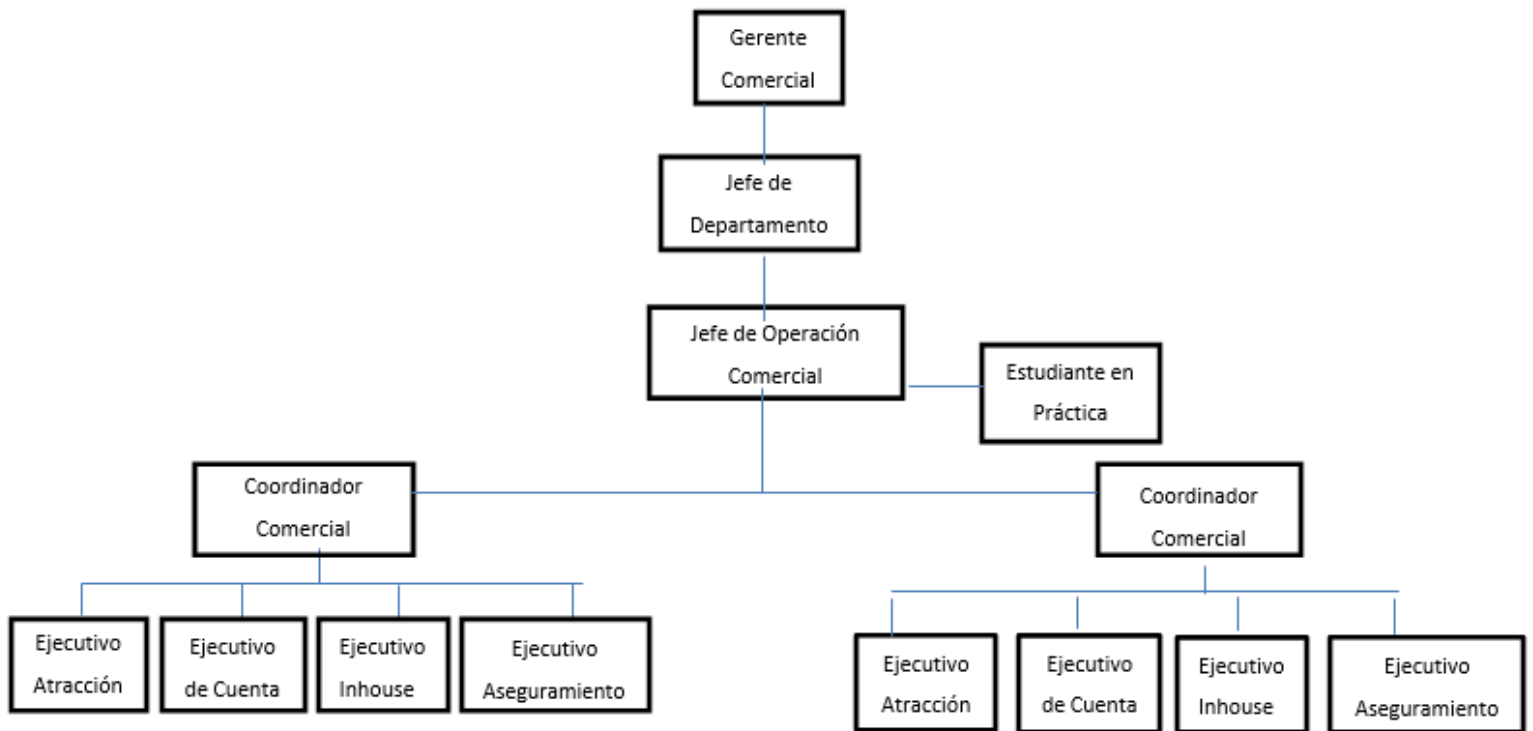 Gerente
Comercial
Jefe de
Departamento
Jefe de Operación
Comercial
Estudiante en
Práctica
Coordinador
Comercial
Coordinador
Comercial
Ejecutivo
Atracción
Ejecutivo
de Cuenta
Ejecutivo
Inhouse
Ejecutivo
Aseguramiento
Ejecutivo
Atracción
Ejecutivo
de Cuenta
Ejecutivo
Inhouse
Ejecutivo
Aseguramiento